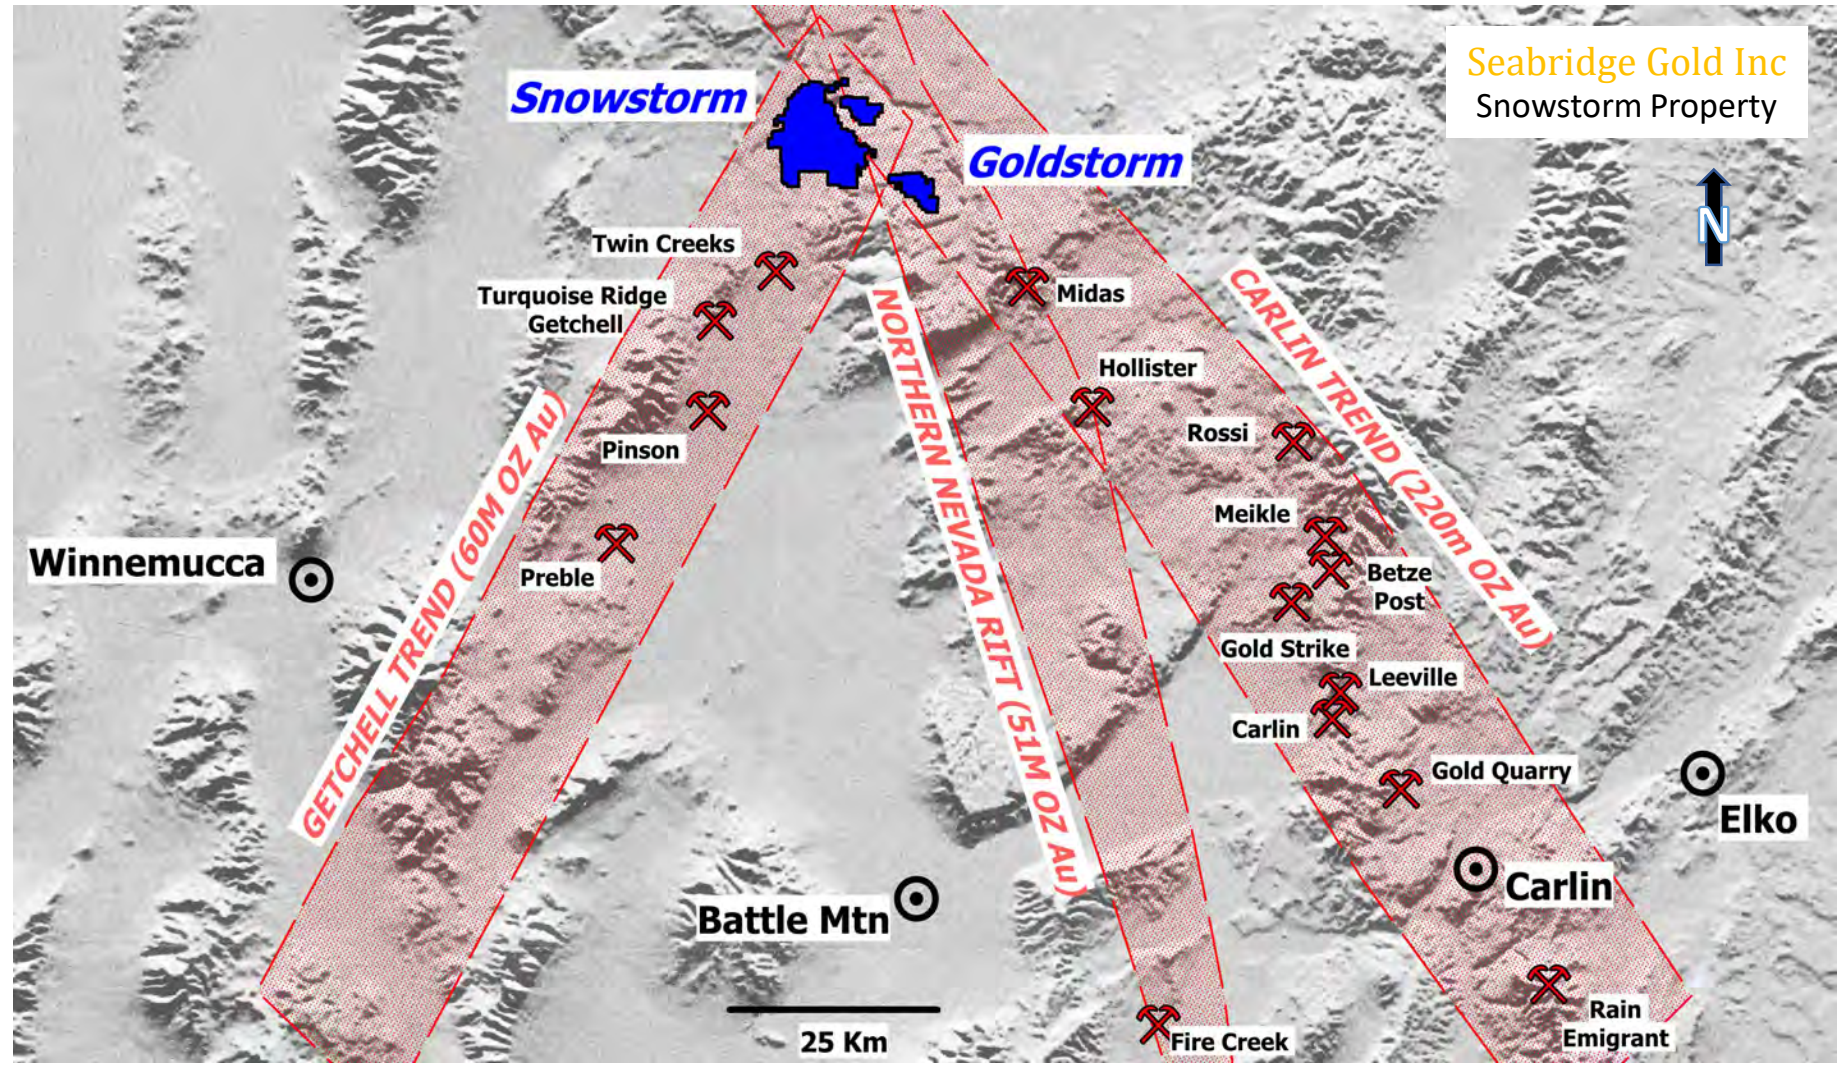 Seabridge Gold Inc
Snowstorm Property
N
Snowstorm
Goldstorm
Twin Creeks
Turquoise Ridge
Getchell
Midas
Pinson
Hollister
Rossi
Preble
Meikle
Betze
Post
Gold Strike
Leeville
Carlin
Gold Quarry
Winnemucca
Elko
Carlin
Battle Mtn
Rain
Emigrant
Fire Creek
25 Km
GETCHELL TREND (60M OZ Au)
NORTHERN NEVADA RIFT (51M OZ Au)
CARLIN TREND (220m OZ Au)